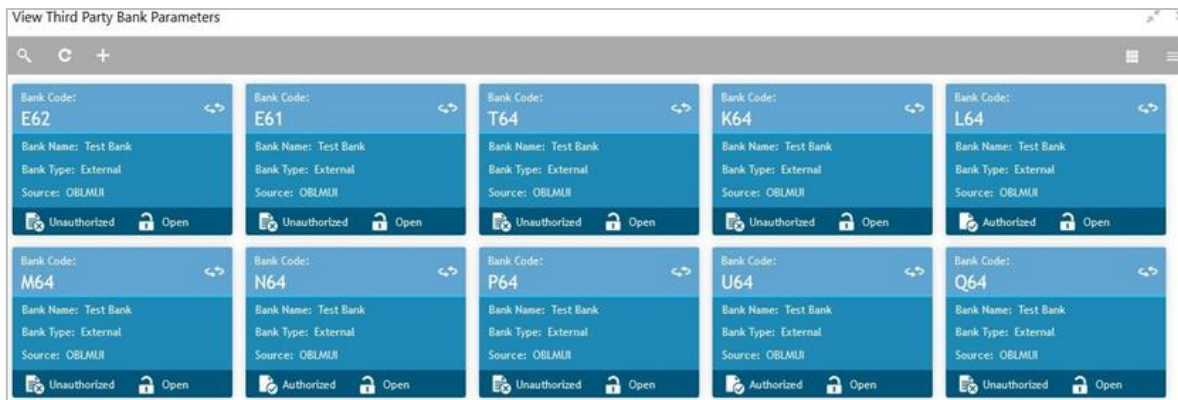 View Third Party Bank Parameters
Bank Code:
E62
Bank Name: Test Bank
Bank Type: External
Source: OBLMUI
Unauthorized Open
Bank Code:
E61
Bank Name: Test Bank
Bank Type: External
Source: OBLMUI
Unauthorized Open
Bank Code:
T64
Bank Name: Test Bank
Bank Type: External
Source: OBLMUI
Unauthorized Open
Bank Code:
K64
Bank Name: Test Bank
Bank Type: External
Source: OBLMUI
Unauthorized Open
Bank Code:
L64
Bank Name: Test Bank
Bank Type: External
Source: OBLMUI
Authorized Open
Bank Code:
M64
Bank Name: Test Bank
Bank Type: External
Source: OBLMUI
Unauthorized Open
Bank Code:
N64
Bank Name: Test Bank
Bank Type: External
Source: OBLMUI
Authorized Open
Bank Code:
P64
Bank Name: Test Bank
Bank Type: External
Source: OBLMUI
Unauthorized Open
Bank Code:
U64
Bank Name: Test Bank
Bank Type: External
Source: OBLMUI
Authorized Open
Bank Code:
Q64
Bank Name: Test Bank
Bank Type: External
Source: OBLMUI
Unauthorized Open